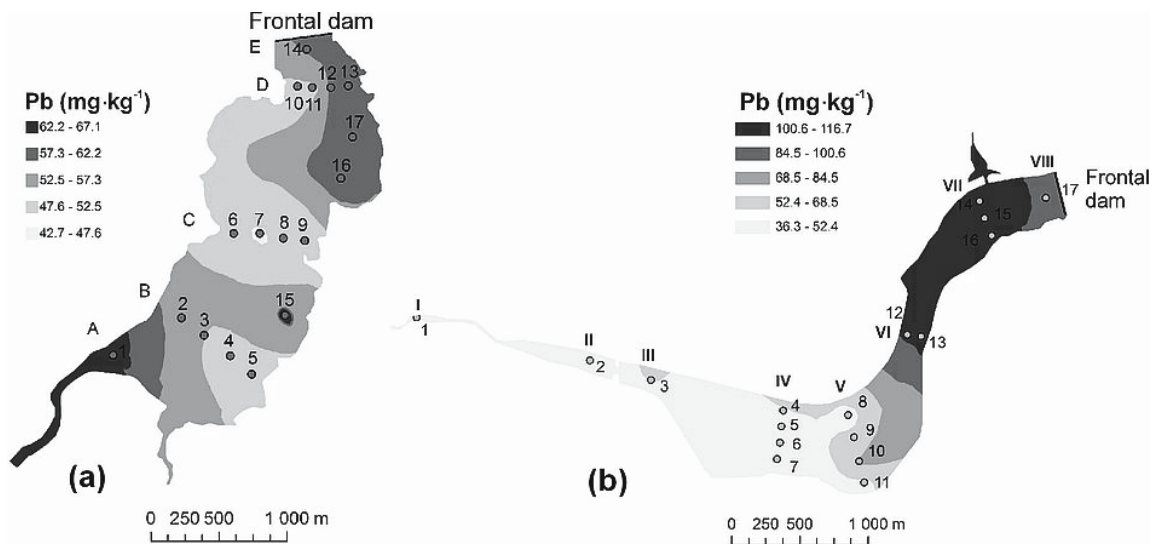 Frontal dam
E
14
D
12 13
10 11
Pb (mg·kg⁻¹)
62.2 - 67.1
57.3 - 62.2
52.5 - 57.3
47.6 - 52.5
42.7 - 47.6
17
16
C
6 7 8 9
B
2
15
3
A
1
4
5
(a)
0 250 500 1 000 m
Pb (mg·kg⁻¹)
100.6 - 116.7
84.5 - 100.6
68.5 - 84.5
52.4 - 68.5
36.3 - 52.4
VIII
VII
17 Frontal
dam
14
15
16
I
1
12
VI
13
II
2
III
3
IV
V
4
8
5
9
6
10
7
11
(b)
0 250 500 1 000 m